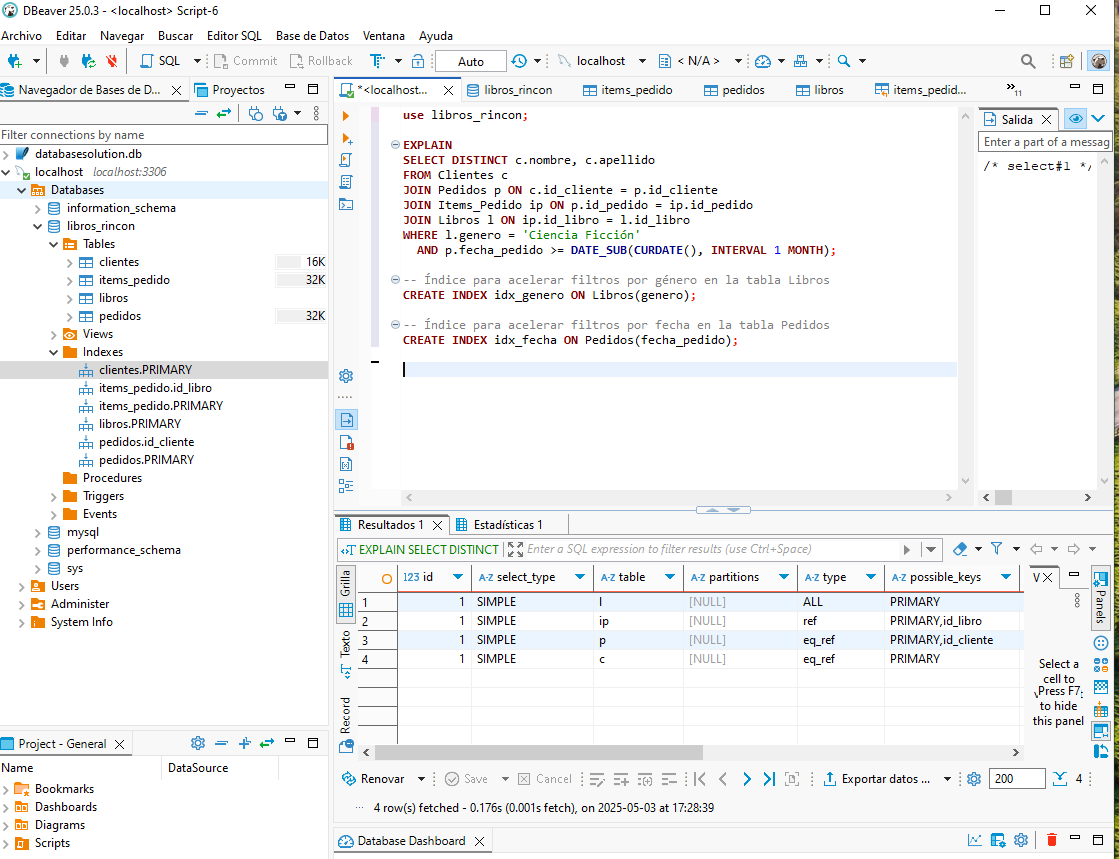 DBeaver 25.0.3 - <localhost> Script-6
Archivo Editar Navegar Buscar Editor SQL Base de Datos Ventana Ayuda
SQL Commit Rollback Auto localhost < N/A >
Navegador de Bases de D... Proyectos
Filter connections by name
databasesolution.db
localhost localhost:3306
Databases
information_schema
libros_rincon
Tables
clientes 16K
items_pedido 32K
libros
pedidos 32K
Views
Indexes
clientes.PRIMARY
items_pedido.id_libro
items_pedido.PRIMARY
libros.PRIMARY
pedidos.id_cliente
pedidos.PRIMARY
Procedures
Triggers
Events
mysql
performance_schema
sys
Users
Administer
System Info
Project - General
Name DataSource
Bookmarks
Dashboards
Diagrams
Scripts
*<localhost... libros_rincon items_pedido pedidos libros items_pedid... »11
use libros_rincon;
EXPLAIN
SELECT DISTINCT c.nombre, c.apellido
FROM Clientes c
JOIN Pedidos p ON c.id_cliente = p.id_cliente
JOIN Items_Pedido ip ON p.id_pedido = ip.id_pedido
JOIN Libros l ON ip.id_libro = l.id_libro
WHERE l.genero = 'Ciencia Ficción'
AND p.fecha_pedido >= DATE_SUB(CURDATE(), INTERVAL 1 MONTH);
-- Índice para acelerar filtros por género en la tabla Libros
CREATE INDEX idx_genero ON Libros(genero);
-- Índice para acelerar filtros por fecha en la tabla Pedidos
CREATE INDEX idx_fecha ON Pedidos(fecha_pedido);
Salida
Enter a part of a messag
/* select#1 */
Resultados 1 Estadísticas 1
EXPLAIN SELECT DISTINCT Enter a SQL expression to filter results (use Ctrl+Space)
Grilla
Texto
Record
123 id A-Z select_type A-Z table A-Z partitions A-Z type A-Z possible_keys
1 1 SIMPLE l [NULL] ALL PRIMARY
2 1 SIMPLE ip [NULL] ref PRIMARY,id_libro
3 1 SIMPLE p [NULL] eq_ref PRIMARY,id_cliente
4 1 SIMPLE c [NULL] eq_ref PRIMARY
V
Panels
Select a
cell to
Press F7
to hide
this panel
Renovar Save Cancel Exportar datos ... 200 4
4 row(s) fetched - 0.176s (0.001s fetch), on 2025-05-03 at 17:28:39
Database Dashboard